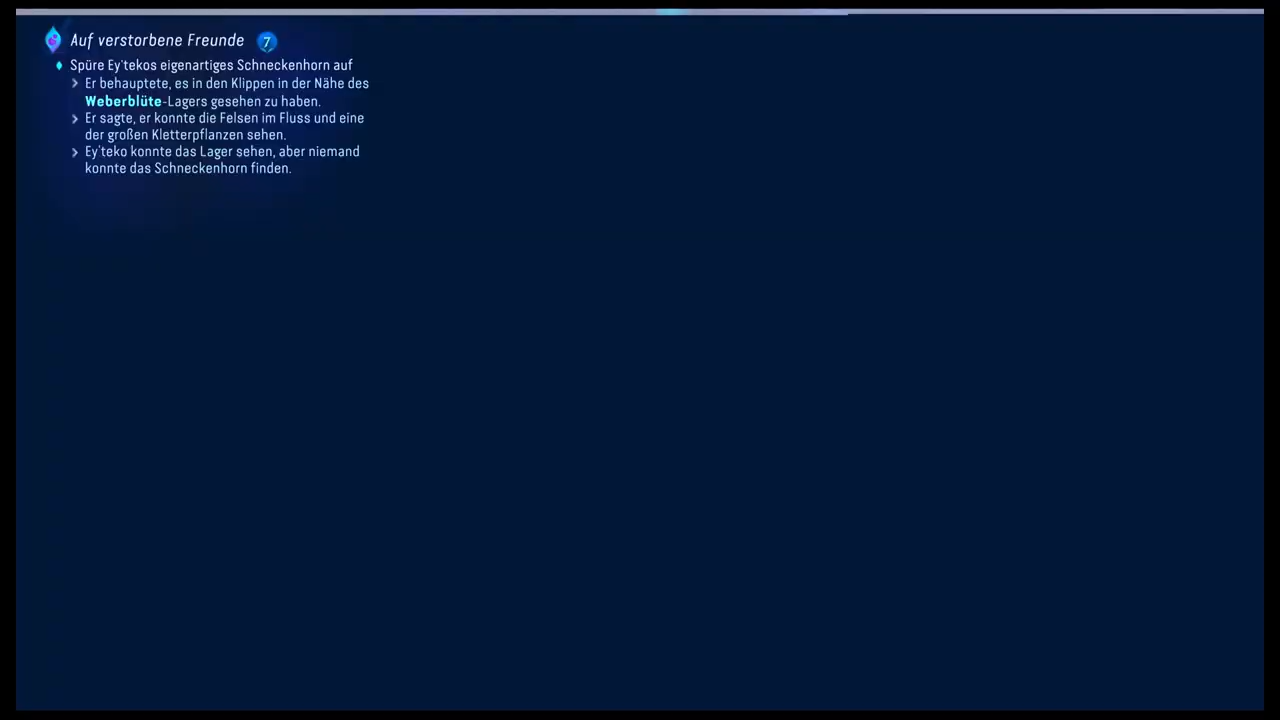 Auf verstorbene Freunde 7
Spüre Ey'tekos eigenartiges Schneckenhorn auf
Er behauptete, es in den Klippen in der Nähe des
Weberblüte-Lagers gesehen zu haben.
Er sagte, er konnte die Felsen im Fluss und eine
der großen Kletterpflanzen sehen.
Ey'teko konnte das Lager sehen, aber niemand
konnte das Schneckenhorn finden.